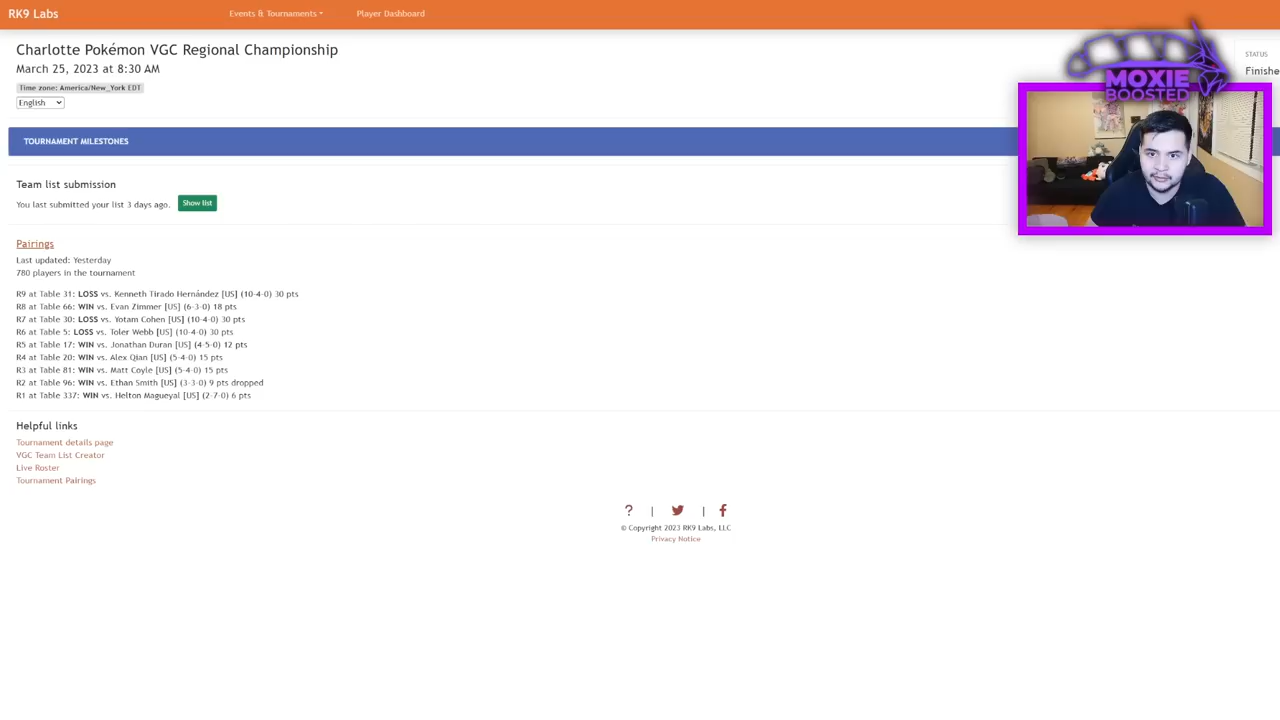 RK9 Labs
Events & Tournaments
Player Dashboard
Charlotte Pokémon VGC Regional Championship
March 25, 2023 at 8:30 AM
Time zone: America/New_York EDT
English
STATUS
Finishe
MOXIE
BOOSTED
TOURNAMENT MILESTONES
Team list submission
You last submitted your list 3 days ago. Show list
Pairings
Last updated: Yesterday
780 players in the tournament
R9 at Table 31: LOSS vs. Kenneth Tirado Hernández [US] (10-4-0) 30 pts
R8 at Table 66: WIN vs. Evan Zimmer [US] (6-3-0) 18 pts
R7 at Table 30: LOSS vs. Yotam Cohen [US] (10-4-0) 30 pts
R6 at Table 5: LOSS vs. Toler Webb [US] (10-4-0) 30 pts
R5 at Table 17: WIN vs. Jonathan Duran [US] (4-5-0) 12 pts
R4 at Table 20: WIN vs. Alex Qian [US] (5-4-0) 15 pts
R3 at Table 81: WIN vs. Matt Coyle [US] (5-4-0) 15 pts
R2 at Table 96: WIN vs. Ethan Smith [US] (3-3-0) 9 pts dropped
R1 at Table 337: WIN vs. Helton Magueyal [US] (2-7-0) 6 pts
Helpful links
Tournament details page
VGC Team List Creator
Live Roster
Tournament Pairings
? | |
© Copyright 2023 RK9 Labs, LLC
Privacy Notice